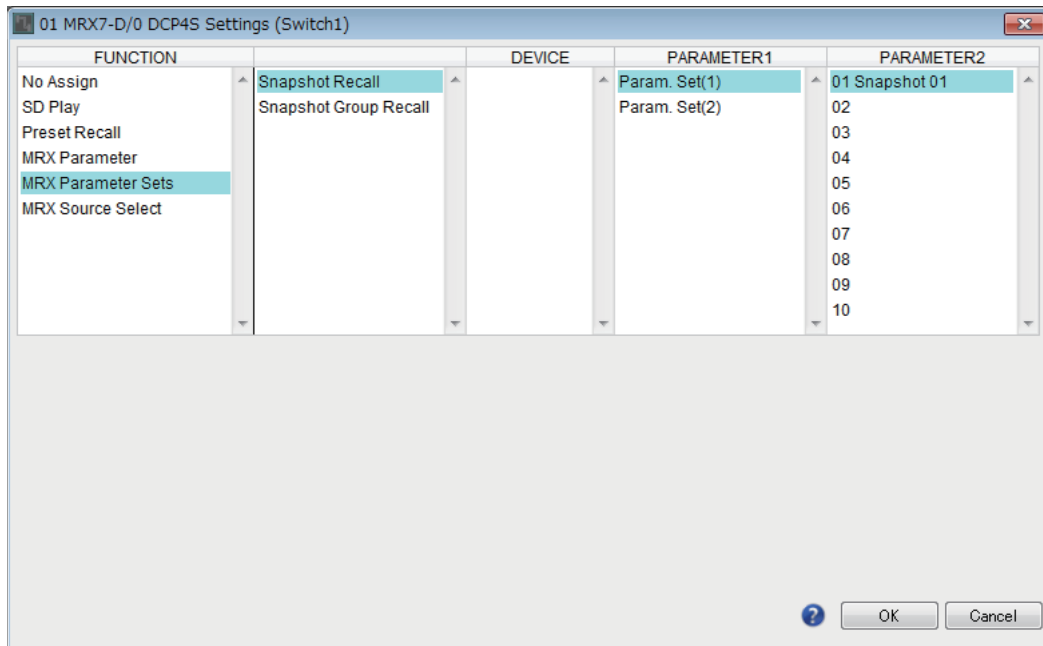 01 MRX7-D/0 DCP4S Settings (Switch1)
FUNCTION DEVICE PARAMETER1 PARAMETER2
No Assign Snapshot Recall Param. Set(1) 01 Snapshot 01
SD Play Snapshot Group Recall Param. Set(2) 02
Preset Recall 03
MRX Parameter 04
MRX Parameter Sets 05
MRX Source Select 06
07
08
09
10
? OK Cancel